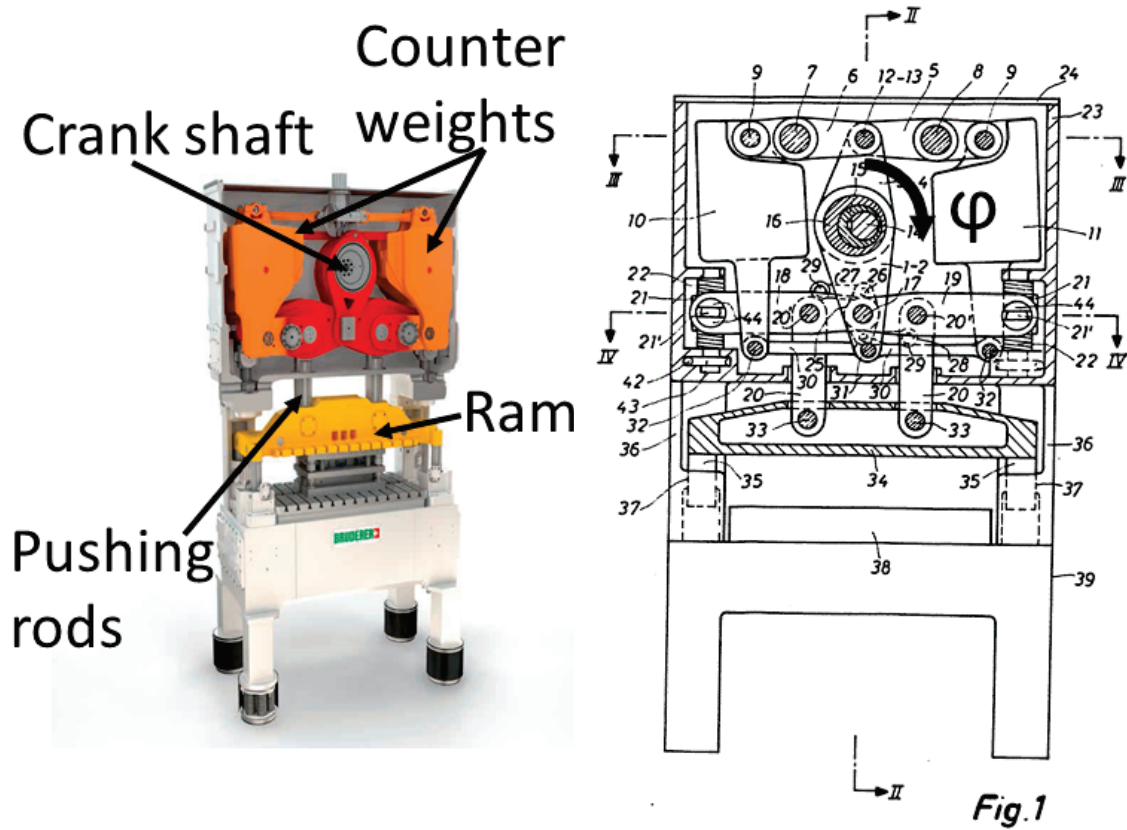 Counter
weights
Crank shaft
Ram
Pushing
rods
BRUDERER
II
9 7 6 12-13 5 8 9 24
23
III III
15 4
φ
10 16 14 11
1-2
22 18 29 27 26 17 19 21
21 44 20' 20" 44
21' 21'
IV IV
25 28 22
42 30 31 30 29
43 20 20 32
32 33 33
36 36
35 34 35
37 37
38
39
II
Fig.1